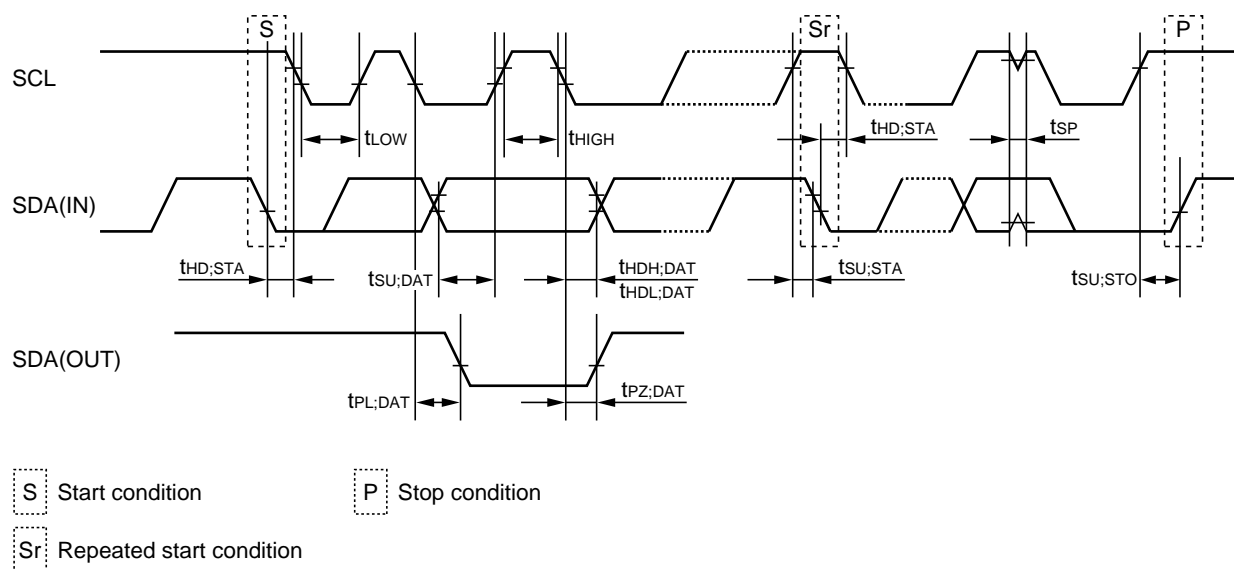 S Sr P
SCL
tLOW tHIGH tHD;STA tSP
SDA(IN)
tHD;STA tSU;DAT tHDH;DAT tSU;STA tSU;STO
tHDL;DAT
SDA(OUT)
tPL;DAT tPZ;DAT
S Start condition P Stop condition
Sr Repeated start condition